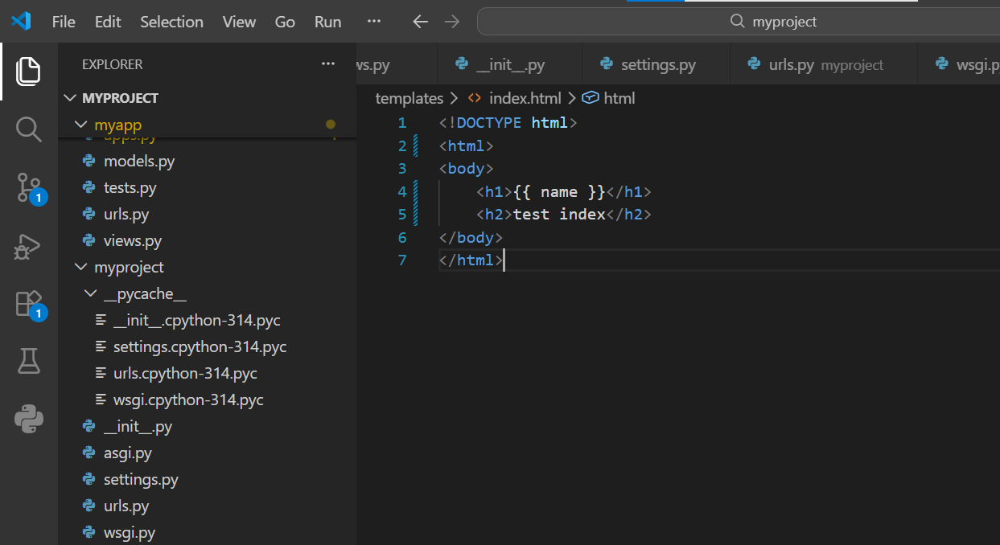 File Edit Selection View Go Run ··· myproject
EXPLORER ···
MYPROJECT
myapp
apps.py
models.py
tests.py
urls.py
views.py
myproject
__pycache__
__init__.cpython-314.pyc
settings.cpython-314.pyc
urls.cpython-314.pyc
wsgi.cpython-314.pyc
__init__.py
asgi.py
settings.py
urls.py
wsgi.py
1
1
ws.py __init__.py settings.py urls.py myproject wsgi.p
templates > <> index.html > html
1 <!DOCTYPE html>
2 <html>
3 <body>
4 <h1>{{ name }}</h1>
5 <h2>test index</h2>
6 </body>
7 </html>